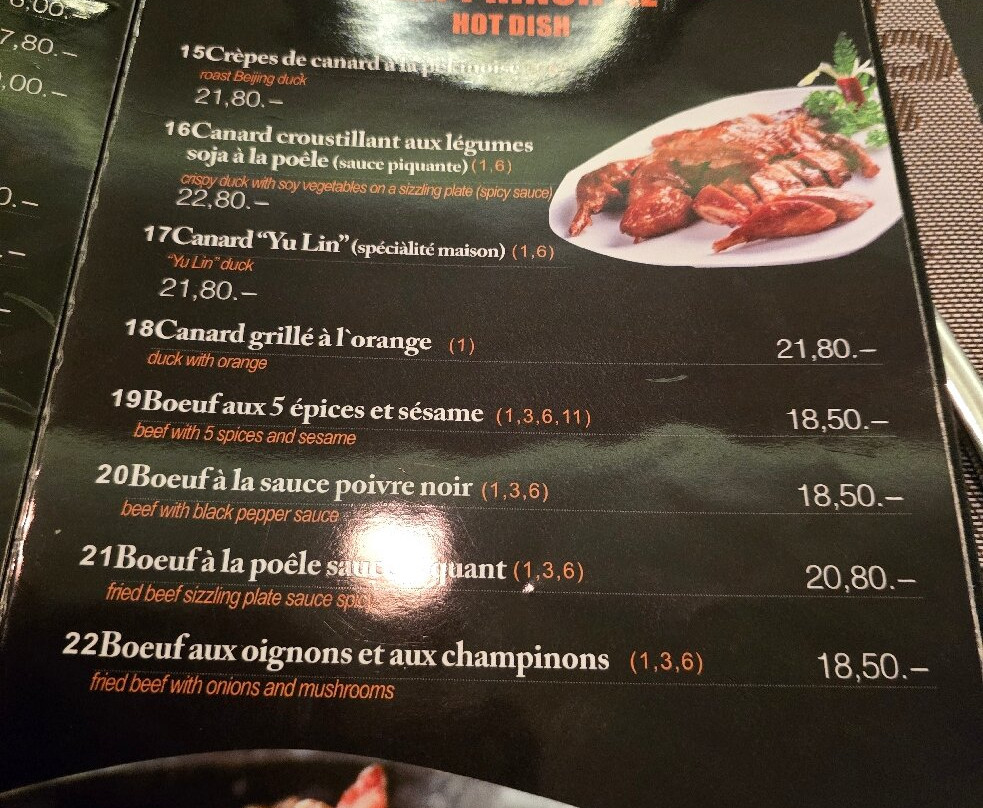 7,80.–
,00.–
HOT DISH
15Crèpes de canard à la pékinoise
roast Beijing duck
21,80.–
16Canard croustillant aux légumes
soja à la poèle (sauce piquante) (1,6)
crispy duck with soy vegetables on a sizzling plate (spicy sauce)
22,80.–
17Canard “Yu Lin” (spéciàlité maison) (1,6)
“Yu Lin” duck
21,80.–
18Canard grillé à l`orange (1) 21,80.–
duck with orange
19Boeuf aux 5 épices et sésame (1,3,6,11) 18,50.–
beef with 5 spices and sesame
20Boeuf à la sauce poivre noir (1,3,6) 18,50.–
beef with black pepper sauce
21Boeuf à la poêle quant (1,3,6) 20,80.–
fried beef sizzling plate sauce
22Boeuf aux oignons et aux champinons (1,3,6) 18,50.–
fried beef with onions and mushrooms